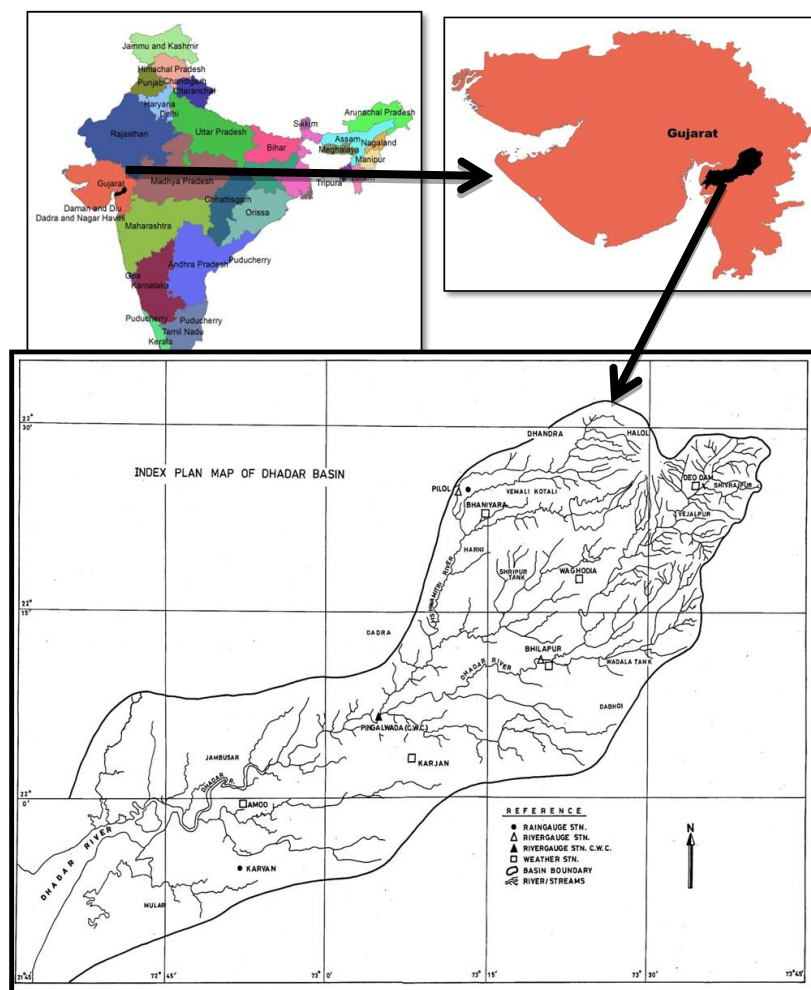 Jammu and Kashmir
Himachal Pradesh
Punjab
Chandigarh
Uttaranchal
Haryana
Delhi
Arunachal Pradesh
Sikkim
Rajasthan
Uttar Pradesh
Assam
Nagaland
Bihar
Meghalaya
Manipur
Gujarat
Madhya Pradesh
Tripura
Chhattisgarh
Daman and Diu
Dadra and Nagar Haveli
Orissa
Maharashtra
Puducherry
Andhra Pradesh
Goa
Karnataka
Puducherry
Puducherry
Tamil Nadu
Kerala
Gujarat
INDEX PLAN MAP OF DHADAR BASIN
22°
30'
DHANDRA
HALOL
DEO DAM
SHIVRAJPUR
PILOL
VEMALI KOTALI
BHANIYARA
VEJALPUR
HARNI
SHRIPUR
TANK
WAGHODIA
VISHWAMITRI RIVER
22°
15'
DADRA
BHILAPUR
DHADAR RIVER
WADALA TANK
DABHOI
PINGALWADA (C.W.C.)
JAMBUSAR
KARJAN
DHADAR
R.
22°
0'
AMOD
DHADAR RIVER
KARVAN
MULAR
REFERENCE
RAINGAUGE STN.
RIVERGAUGE STN.
RIVERGAUGE STN. C.W.C.
WEATHER STN.
BASIN BOUNDARY
RIVER/STREAMS
N
21°45'
72° 45'
73° 0'
73° 15'
73° 30'
73° 45'